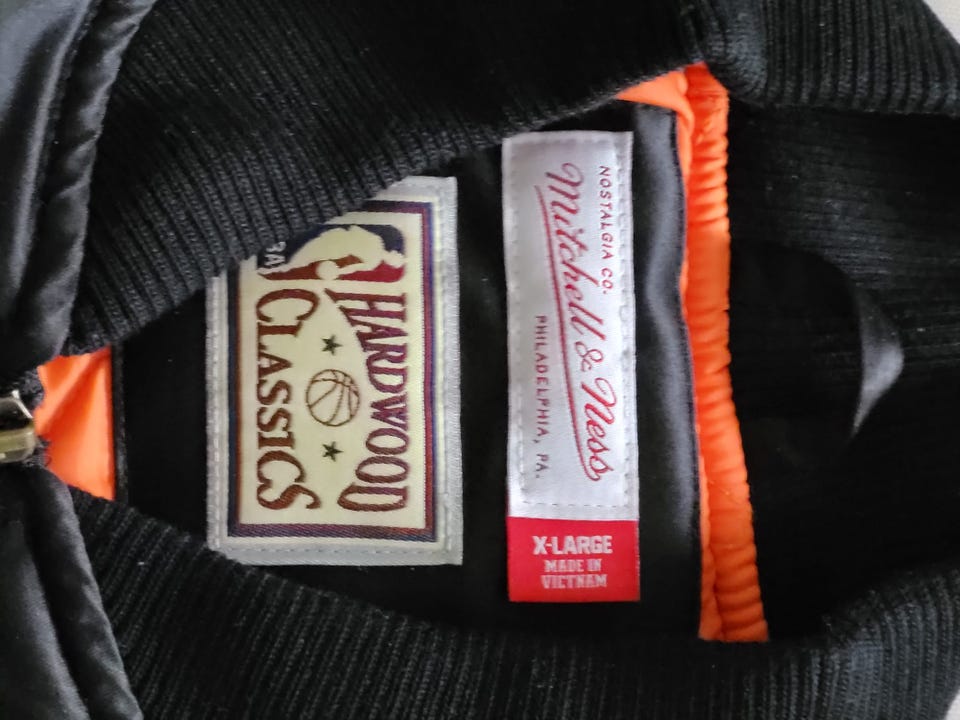 NOSTALGIA CO.
Mitchell & Ness
PHILADELPHIA, PA.
X-LARGE
MADE IN
VIETNAM
HARDWOOD
CLASSICS